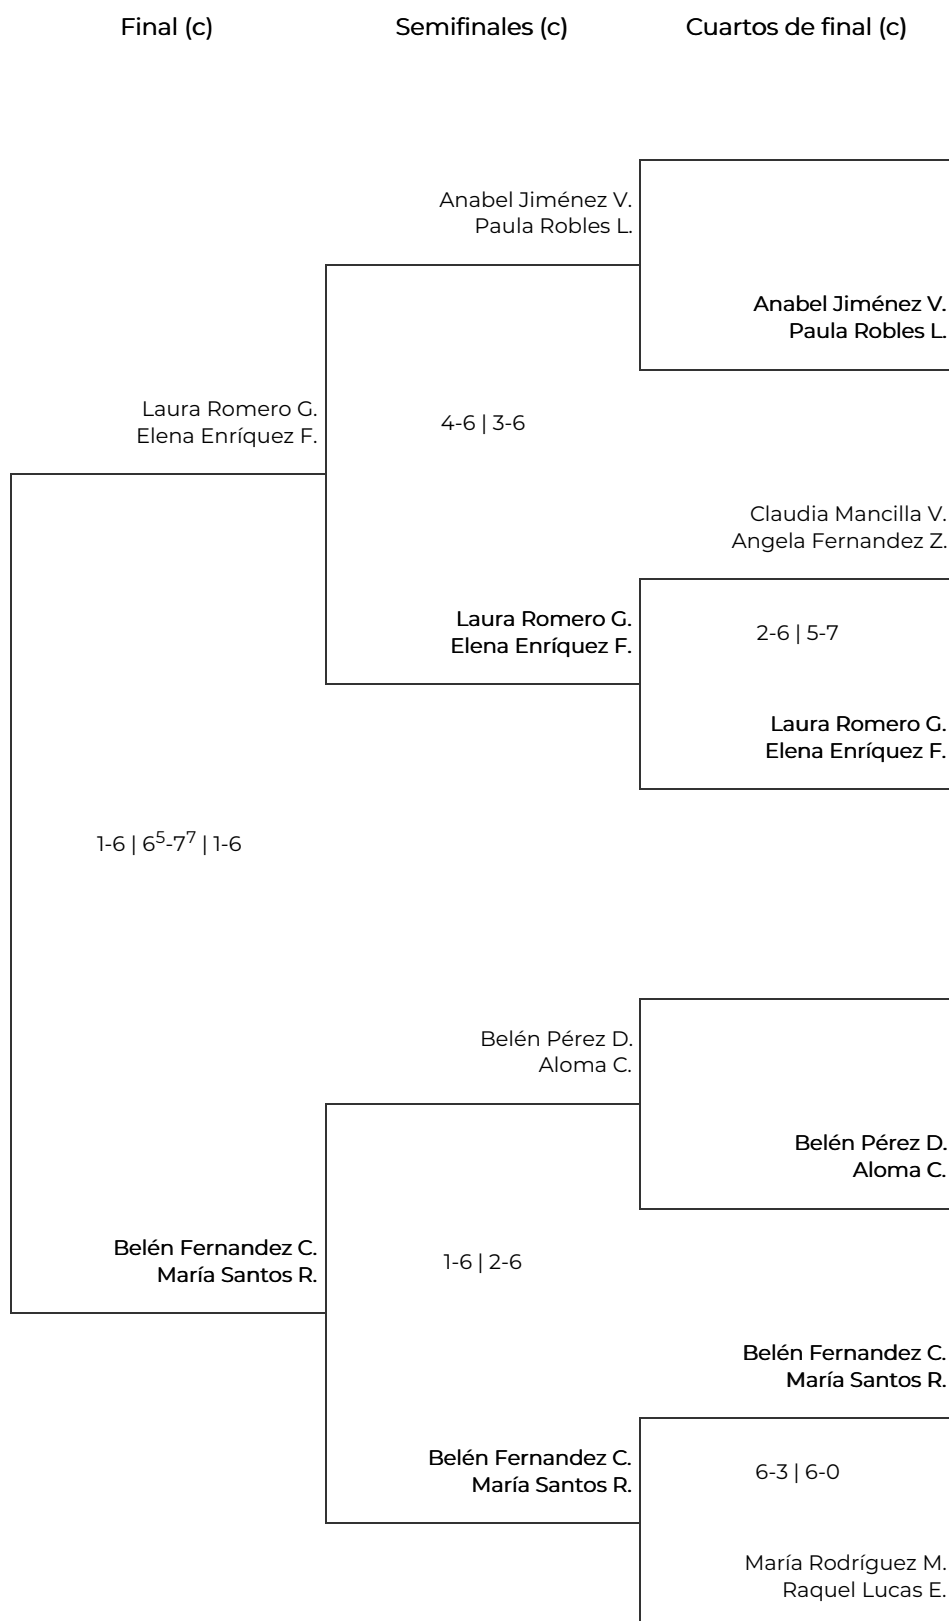 Final (c) Semifinales (c) Cuartos de final (c)
Anabel Jiménez V.
Paula Robles L.
Anabel Jiménez V.
Paula Robles L.
Laura Romero G.
Elena Enríquez F.
4-6 | 3-6
Claudia Mancilla V.
Angela Fernandez Z.
Laura Romero G.
Elena Enríquez F.
2-6 | 5-7
Laura Romero G.
Elena Enríquez F.
1-6 | 6⁵-7⁷ | 1-6
Belén Pérez D.
Aloma C.
Belén Pérez D.
Aloma C.
Belén Fernandez C.
María Santos R.
1-6 | 2-6
Belén Fernandez C.
María Santos R.
Belén Fernandez C.
María Santos R.
6-3 | 6-0
María Rodríguez M.
Raquel Lucas E.